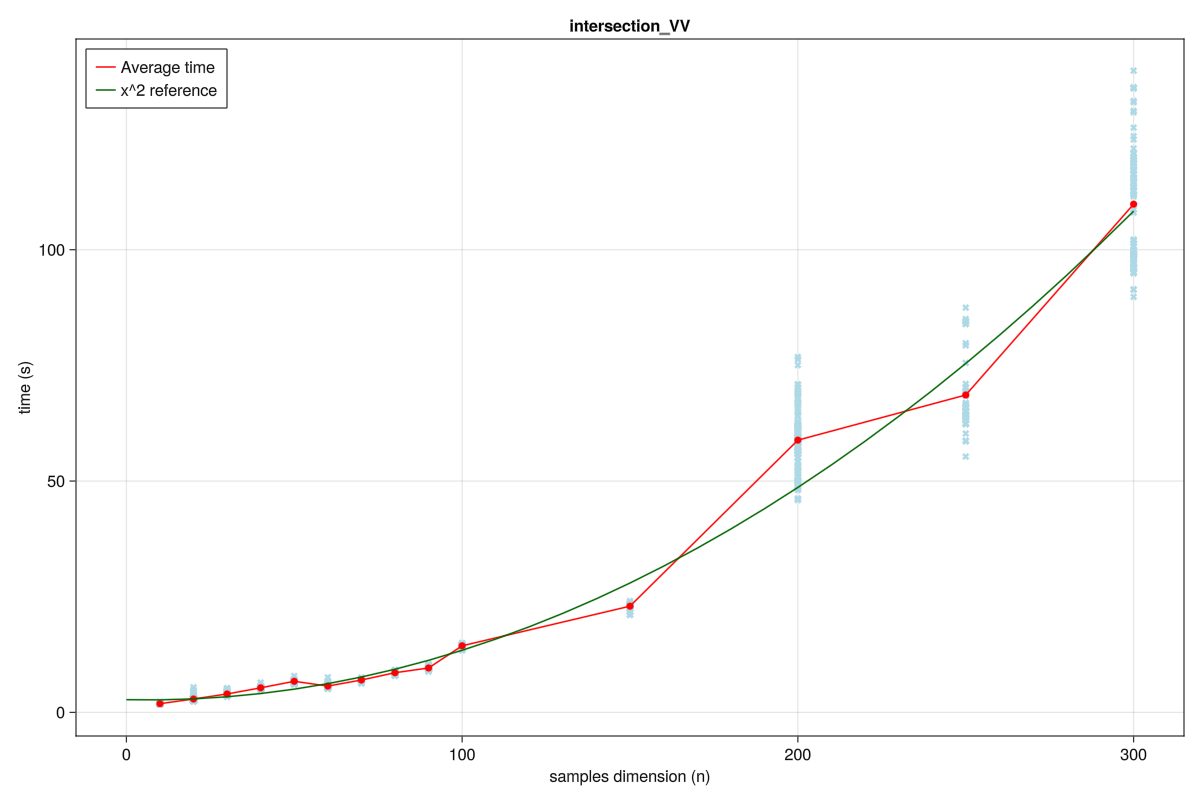 intersection_VV
Average time
x^2 reference
100
50
0
time (s)
0
100
200
300
samples dimension (n)